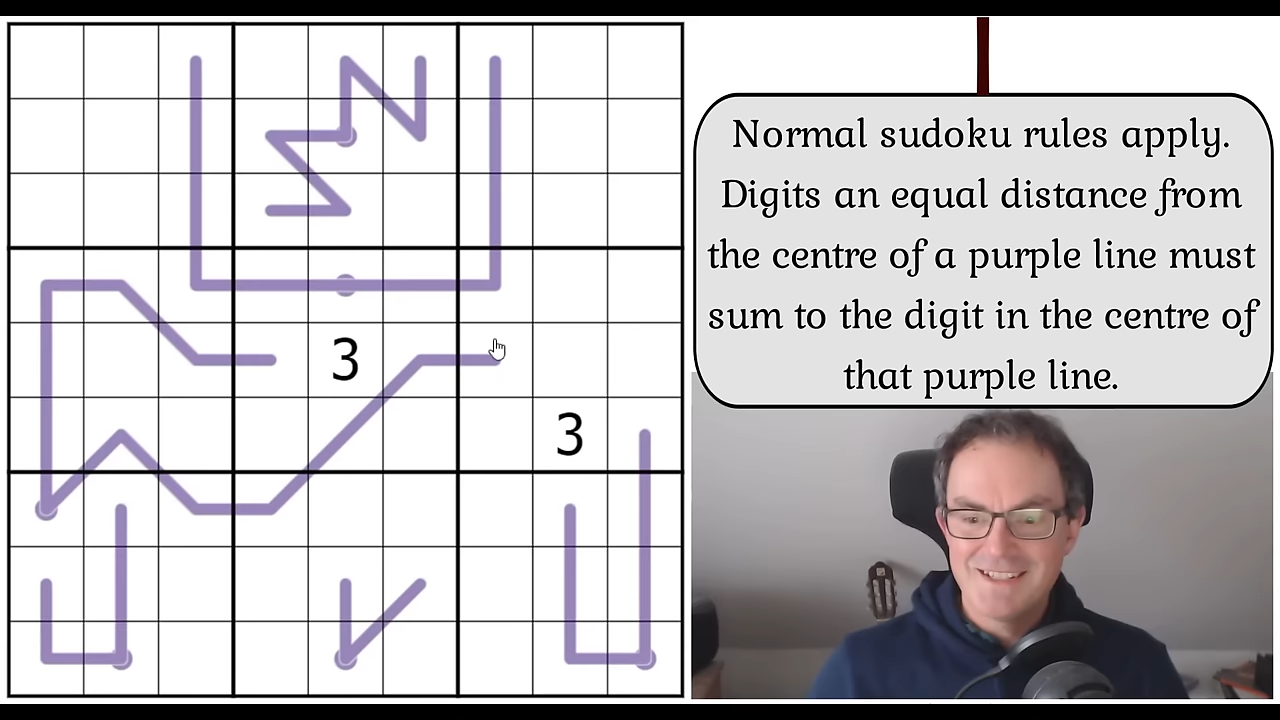 Normal sudoku rules apply.
Digits an equal distance from
the centre of a purple line must
sum to the digit in the centre of
that purple line.
3
3